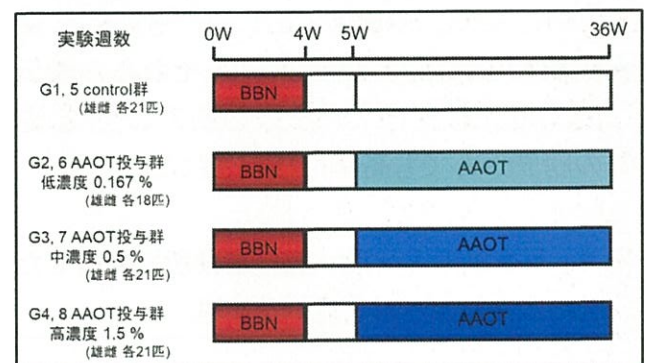 実験週数 0W 4W 5W 36W
G1, 5 control群
(雄雌 各21匹)
BBN
G2, 6 AAOT投与群
低濃度 0.167 %
(雄雌 各18匹)
BBN AAOT
G3, 7 AAOT投与群
中濃度 0.5 %
(雄雌 各21匹)
BBN AAOT
G4, 8 AAOT投与群
高濃度 1.5 %
(雄雌 各21匹)
BBN AAOT